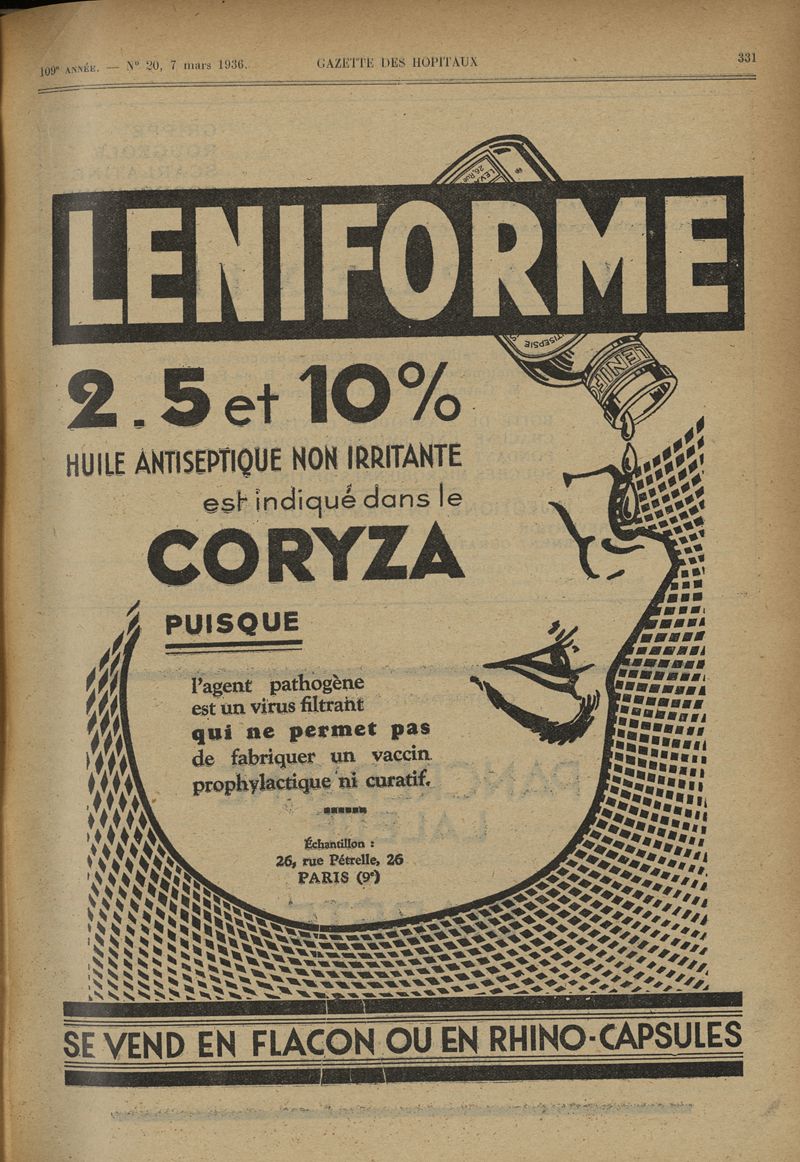 109ᵉ ANNÉE. — Nº 20, 7 mars 1936. GAZETTE DES HOPITAUX 331
LENIFORME
2.5 et 10%
HUILE ANTISEPTIQUE NON IRRITANTE
est indiqué dans le
CORYZA
PUISQUE
l'agent pathogène
est un virus filtrant
qui ne permet pas
de fabriquer un vaccin
prophylactique ni curatif.
Échantillon :
26, rue Pétrelle, 26
PARIS (9ᵉ)
SE VEND EN FLACON OU EN RHINO-CAPSULES